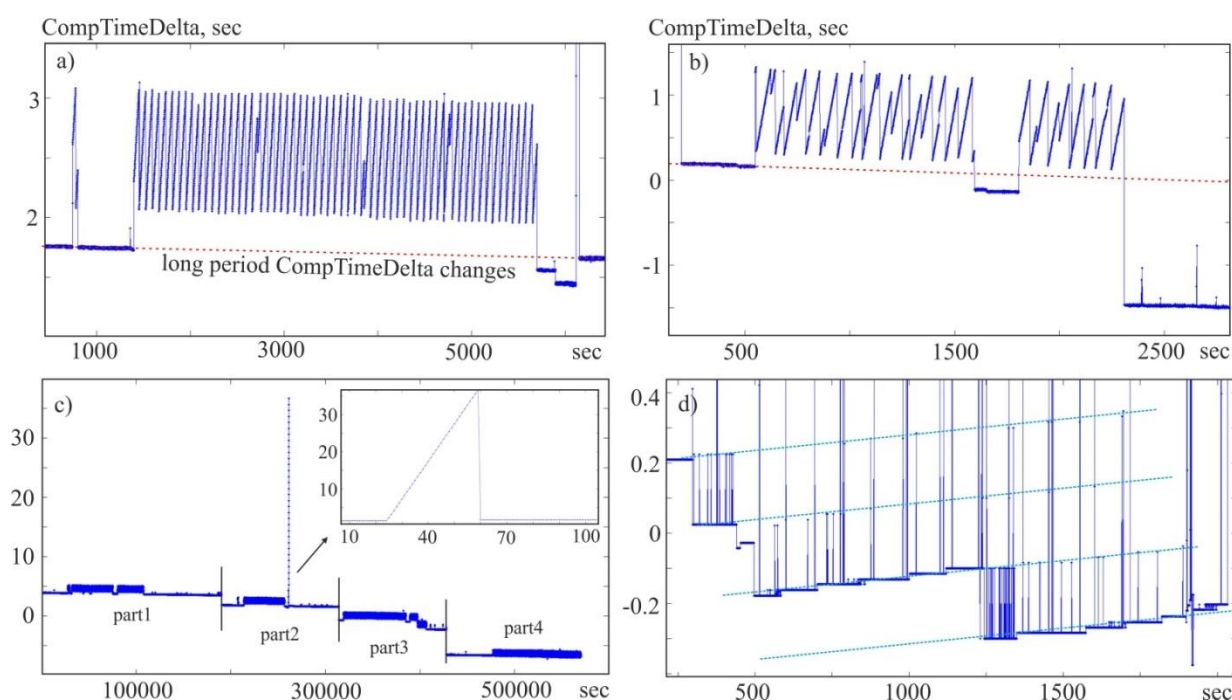 CompTimeDelta, sec
a)
3
2
long period CompTimeDelta changes
1000
3000
5000
sec
CompTimeDelta, sec
b)
1
0
-1
500
1500
2500
sec
c)
30
20
10
0
part1
part2
part3
part4
30
20
10
10
40
60
70
100
100000
300000
500000
sec
d)
0.4
0.2
0
-0.2
500
1000
1500
sec